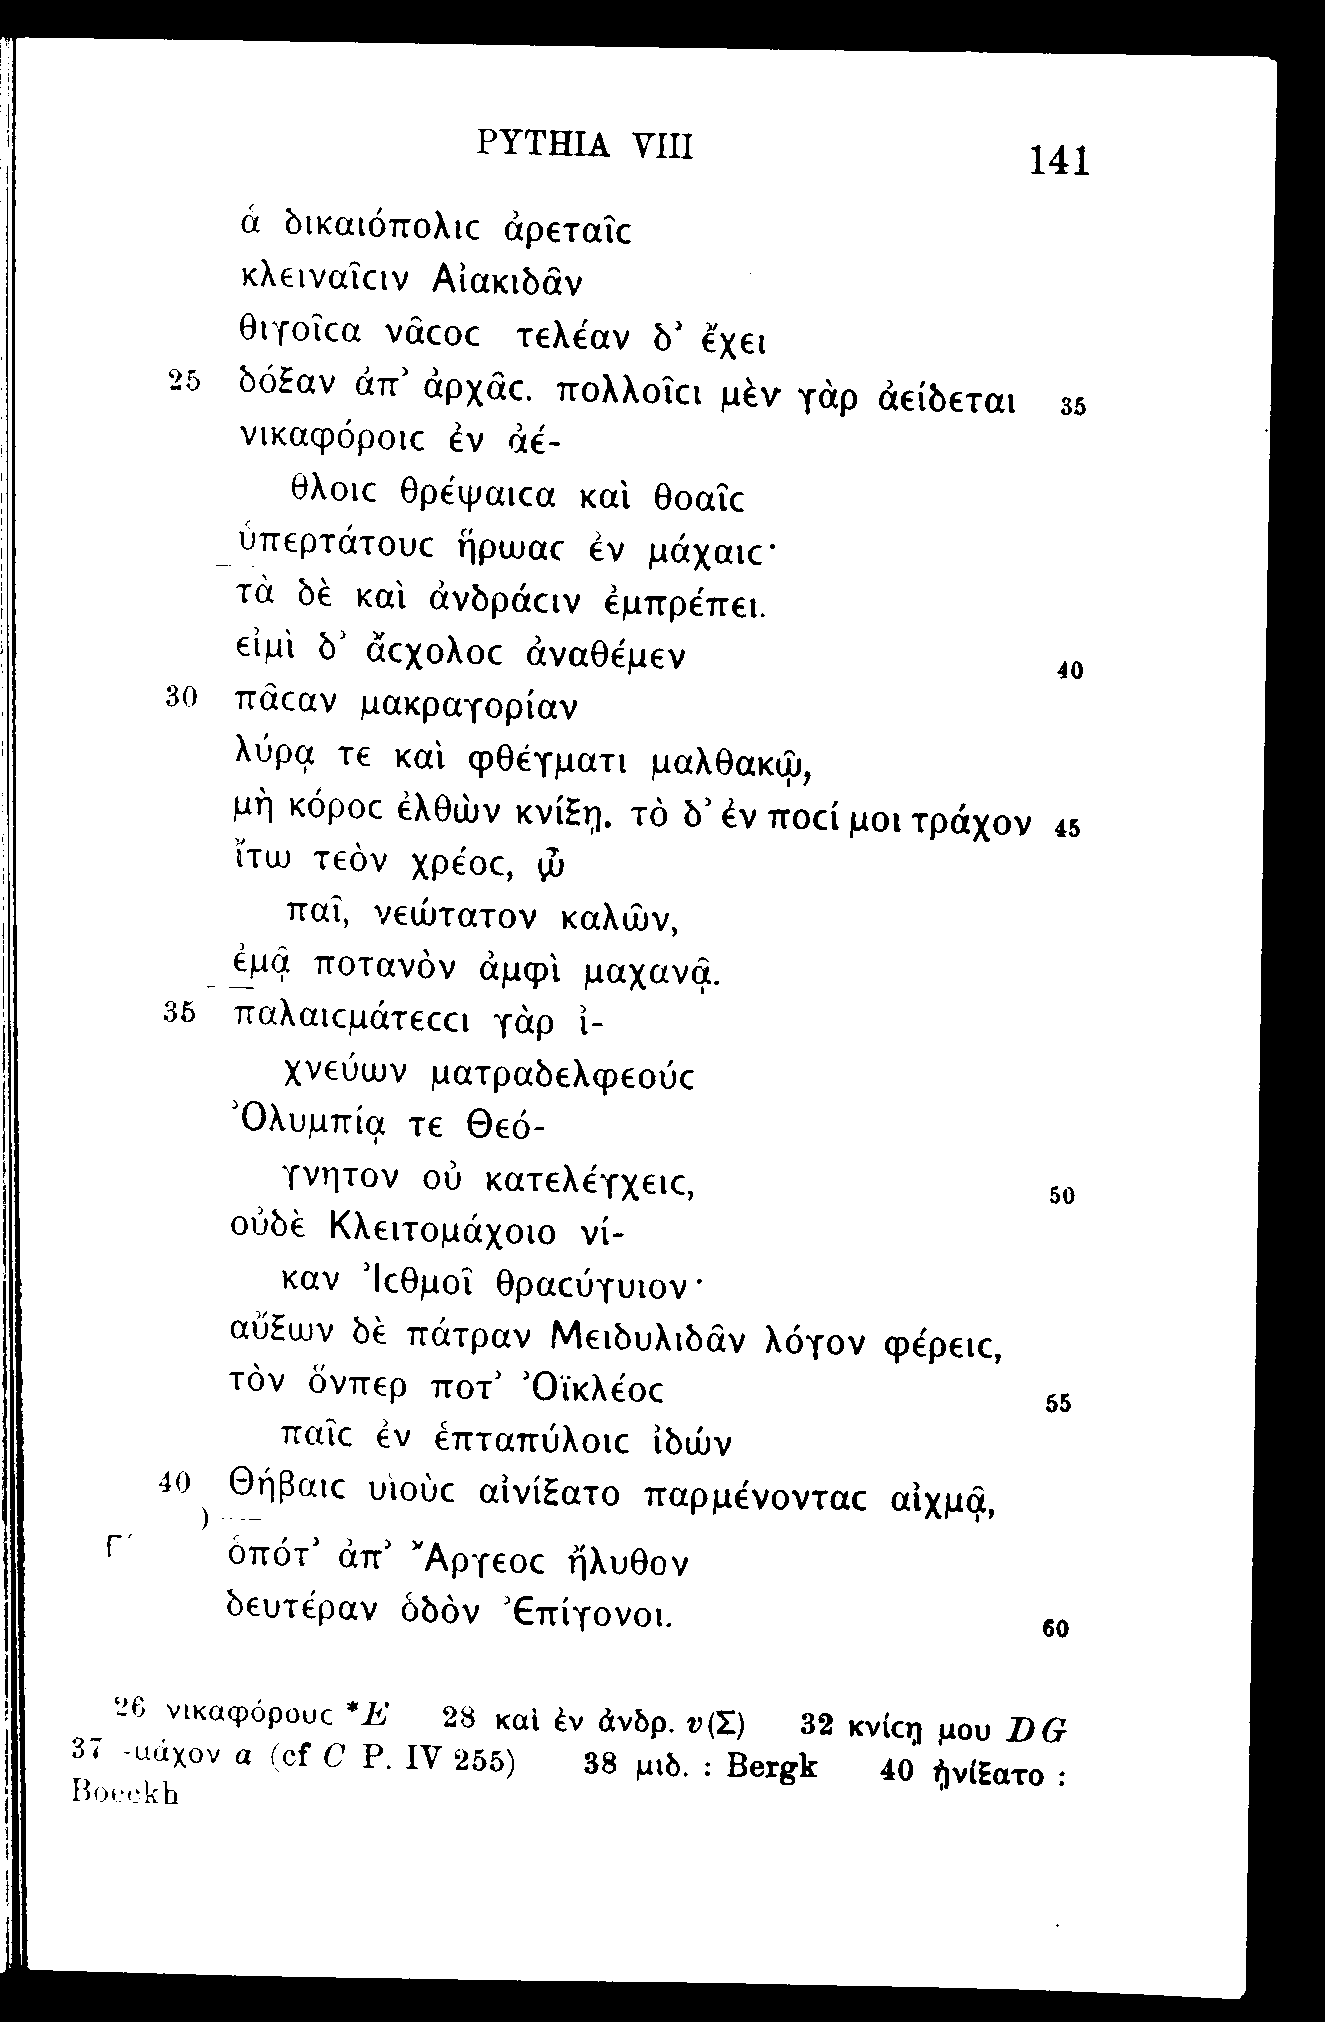 PYTHIA VIII 141
ἁ δικαιόπολιϲ ἀρεταῖϲ
κλειναῖϲιν Αἰακιδᾶν
θιγοῖϲα νᾶϲοϲ τελέαν δ’ ἔχει
25 δόξαν ἀπ’ ἀρχᾶϲ. πολλοῖϲι μὲν γὰρ ἀείδεται 35
νικαφόροιϲ ἐν ἀέ-
θλοιϲ θρέψαιϲα καὶ θοαῖϲ
ὑπερτάτουϲ ἥρωαϲ ἐν μάχαιϲ·
τὰ δὲ καὶ ἀνδράϲιν ἐμπρέπει.
εἰμὶ δ’ ἄϲχολοϲ ἀναθέμεν 40
30 πᾶϲαν μακραγορίαν
λύρᾳ τε καὶ φθέγματι μαλθακῷ,
μὴ κόροϲ ἐλθὼν κνίξῃ. τὸ δ’ ἐν ποϲί μοι τράχον 45
ἴτω τεὸν χρέοϲ, ὦ
παῖ, νεώτατον καλῶν,
ἐμᾷ ποτανὸν ἀμφὶ μαχανᾷ.
35 παλαιϲμάτεϲϲι γὰρ ἰ-
χνεύων ματραδελφεούϲ
Ὀλυμπίᾳ τε Θεό-
γνητον οὐ κατελέγχειϲ, 50
οὐδὲ Κλειτομάχοιο νί-
καν Ἰϲθμοῖ θραϲύγυιον·
αὔξων δὲ πάτραν Μειδυλιδᾶν λόγον φέρειϲ,
τὸν ὅνπερ ποτ’ Ὀϊκλέοϲ 55
παῖϲ ἐν ἑπταπύλοιϲ ἰδών
40 Θήβαιϲ υἱοὺϲ αἰνίξατο παρμένονταϲ αἰχμᾷ,
Γ′ ὁπότ’ ἀπ’ Ἄργεοϲ ἤλυθον
δευτέραν ὁδὸν Ἐπίγονοι. 60
26 νικαφόρουϲ *E 28 καὶ ἐν ἀνδρ. υ(Σ) 32 κνίϲῃ μου DG
37 -μάχον a (cf C P. IV 255) 38 μιδ. : Bergk 40 ᾐνίξατο :
Boeckh